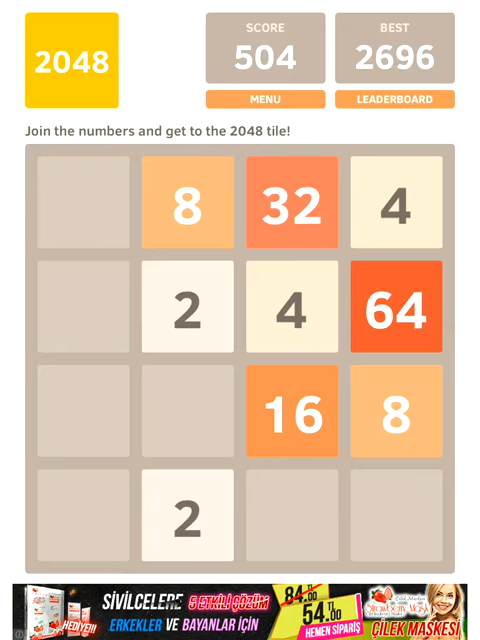 2048
SCORE
504
BEST
2696
MENU
LEADERBOARD
Join the numbers and get to the 2048 tile!
8 32 4
2 4 64
16 8
2
SİVİLCELERE 5 ETKİLİ ÇÖZÜM
ERKEKLER VE BAYANLAR İÇİN
HEDİYE!!!
84.00
54.00 TL
HEMEN SİPARİŞ
Strawberry Mask
ÇİLEK MASKESİ